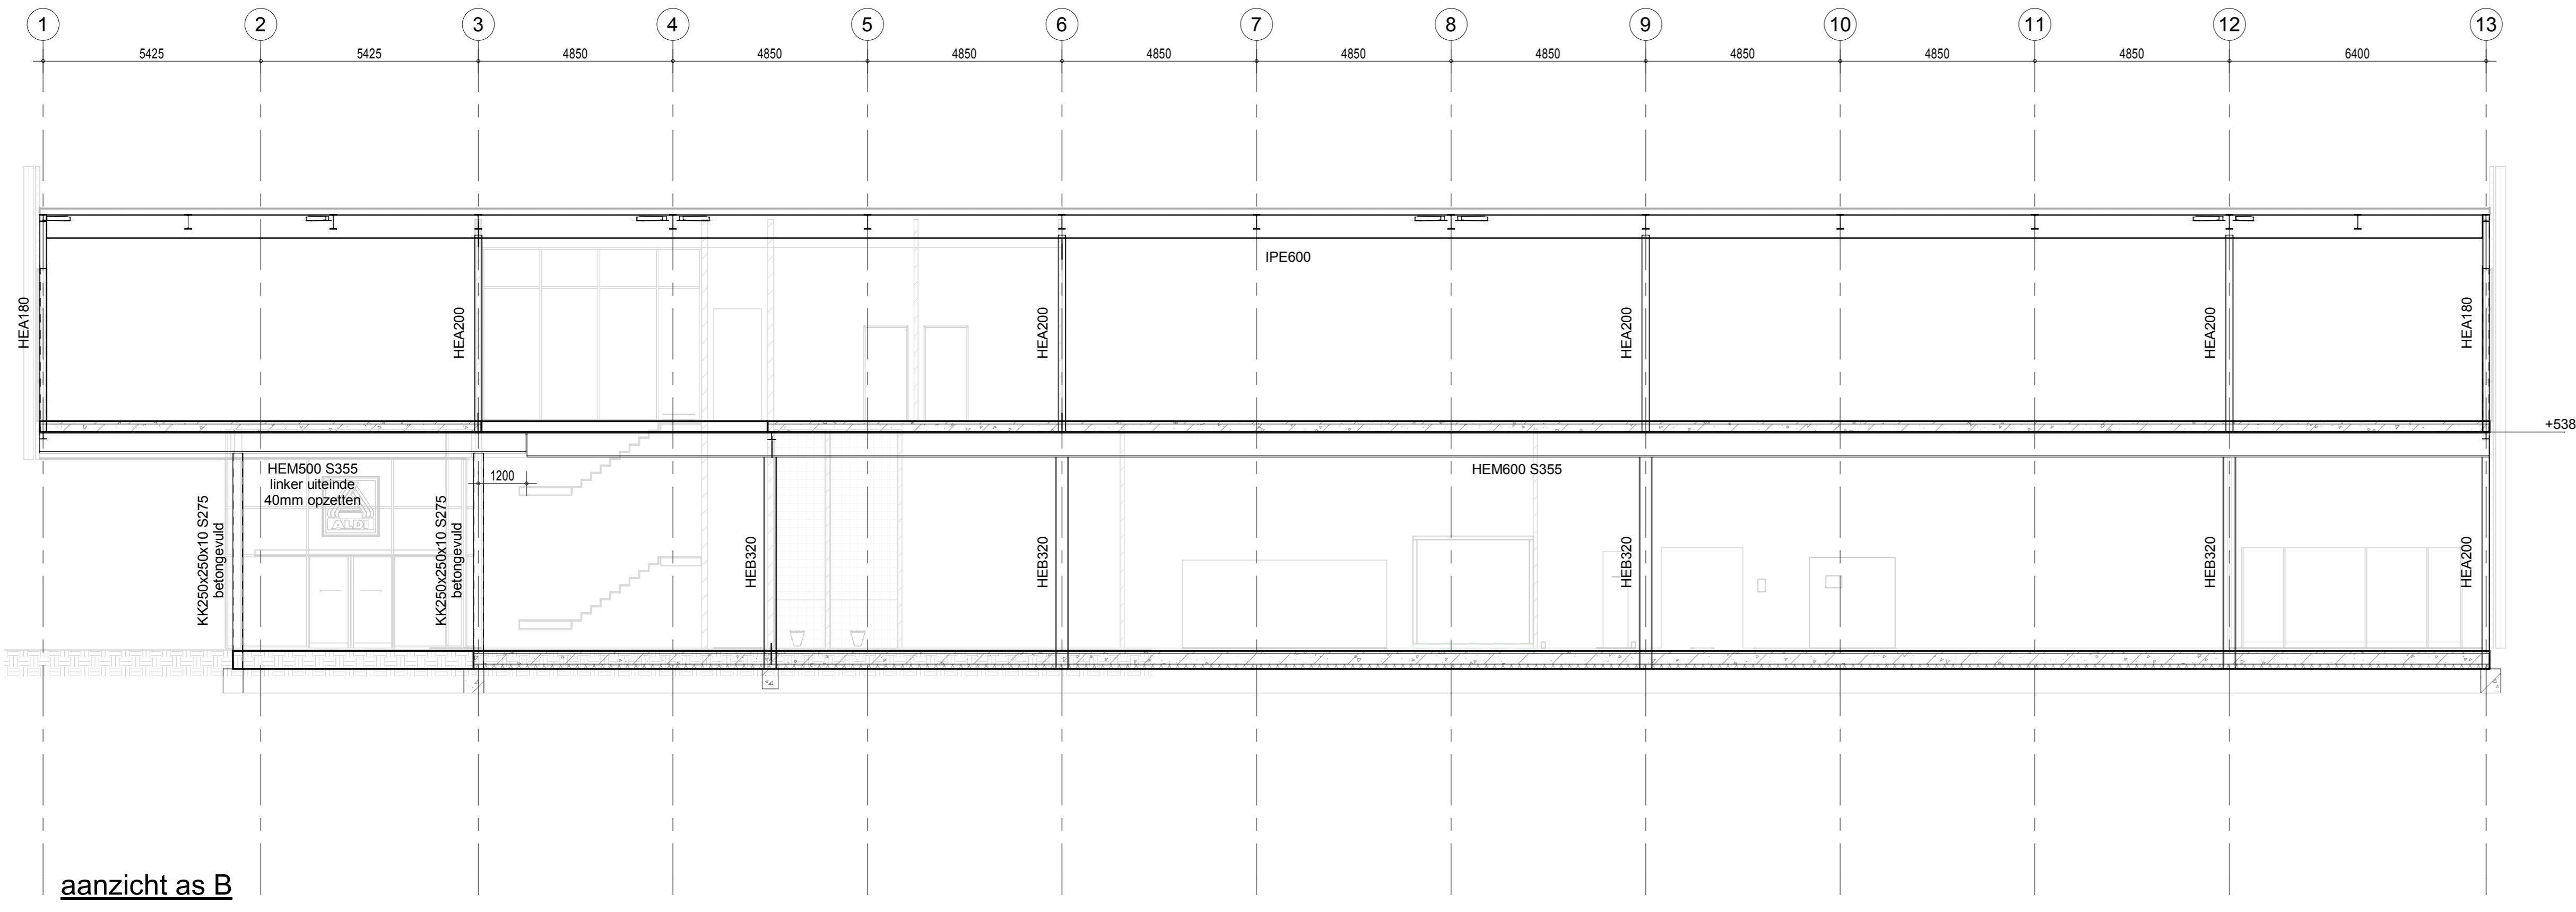 1 2 3 4 5 6 7 8 9 10 11 12 13
5425 5425 4850 4850 4850 4850 4850 4850 4850 4850 4850 6400
IPE600
HEA180
HEA200
HEA200
HEA200
HEA200
HEA180
+538
HEM500 S355
linker uiteinde
40mm opzetten
1200
HEM600 S355
ALDI
KK250x250x10 S275
betongevuld
KK250x250x10 S275
betongevuld
HEB320
HEB320
HEB320
HEB320
HEA200
aanzicht as B